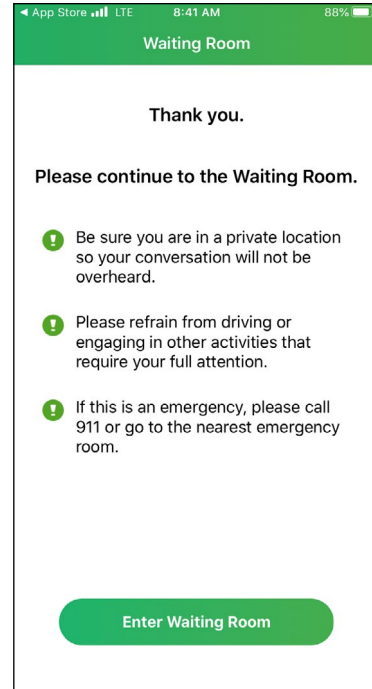 ◀ App Store LTE 8:41 AM 88%
Waiting Room
Thank you.
Please continue to the Waiting Room.
Be sure you are in a private location
so your conversation will not be
overheard.
Please refrain from driving or
engaging in other activities that
require your full attention.
If this is an emergency, please call
911 or go to the nearest emergency
room.
Enter Waiting Room